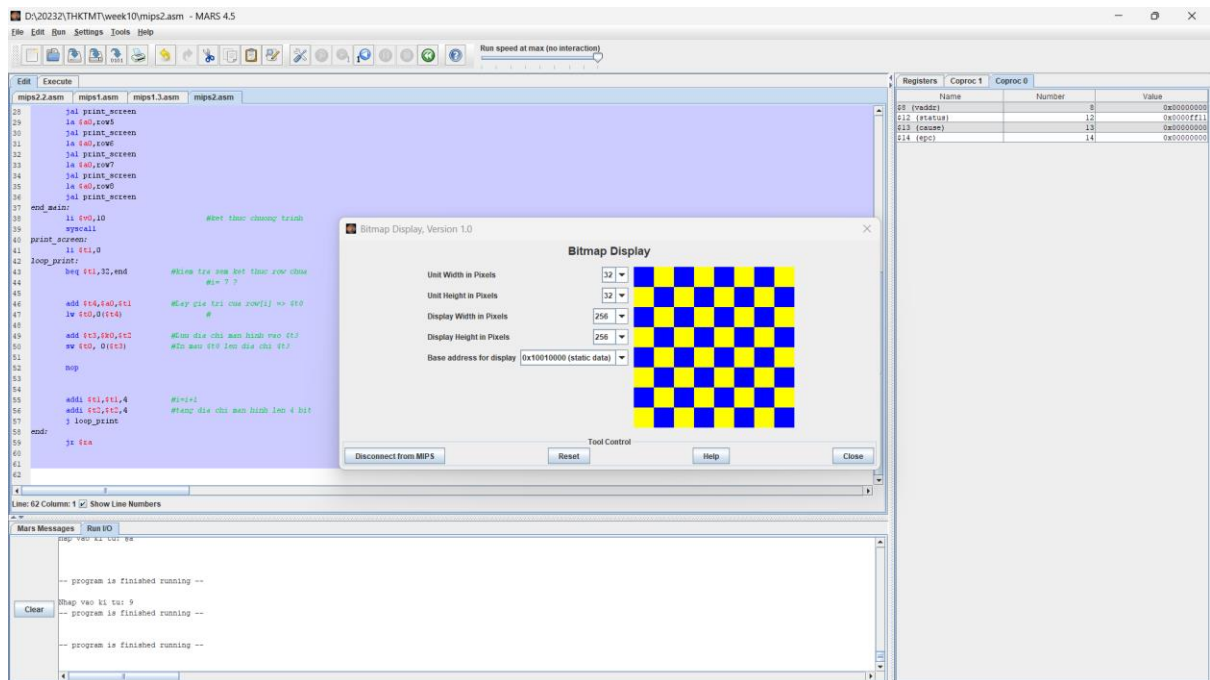 D:\20232\THKTMT\week10\mips2.asm - MARS 4.5
File Edit Run Settings Tools Help
Run speed at max (no interaction)
Edit Execute
mips2.2.asm mips1.asm mips1.3.asm mips2.asm
28 jal print_screen
29 la $a0,row5
30 jal print_screen
31 la $a0,row6
32 jal print_screen
33 la $a0,row7
34 jal print_screen
35 la $a0,row8
36 jal print_screen
37 end_main:
38 li $v0,10 #ket thuc chuong trinh
39 syscall
40 print_screen:
41 li $t1,0
42 loop_print:
43 beq $t1,32,end #kiem tra xem ket thuc row chua
44 #i= 7 ?
45
46 add $t4,$a0,$t1 #Lay gia tri cua row[i] => $t0
47 lw $t0,0($t4) #
48
49 add $t3,$k0,$t2 #Luu dia chi man hinh vao $t3
50 sw $t0, 0($t3) #In mau $t0 len dia chi $t3
51
52 nop
53
54
55 addi $t1,$t1,4 #i=i+1
56 addi $t2,$t2,4 #tang dia chi man hinh len 4 bit
57 j loop_print
58 end:
59 jr $ra
60
61
62
Line: 62 Column: 1 Show Line Numbers
Mars Messages Run I/O
-- program is finished running --
Nhap vao ki tu: 9
-- program is finished running --
-- program is finished running --
Clear
Bitmap Display, Version 1.0
Bitmap Display
Unit Width in Pixels 32
Unit Height in Pixels 32
Display Width in Pixels 256
Display Height in Pixels 256
Base address for display 0x10010000 (static data)
Tool Control
Disconnect from MIPS Reset Help Close
Registers Coproc 1 Coproc 0
Name Number Value
$8 (vaddr) 8 0x00000000
$12 (status) 12 0x0000ff11
$13 (cause) 13 0x00000000
$14 (epc) 14 0x00000000